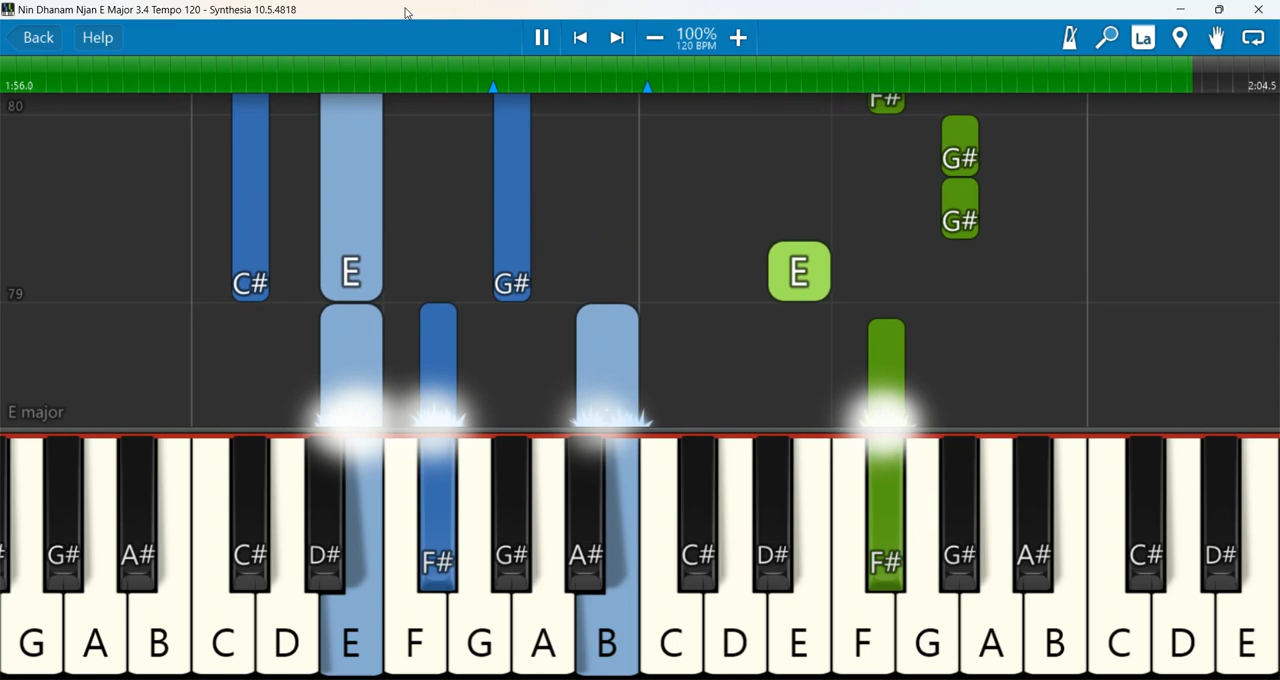 Nin Dhanam Njan E Major 3.4 Tempo 120 - Synthesia 10.5.4818
Back Help 100% La
120 BPM
1:56.0 2:04.5
80 F#
G#
G#
C# E G# E
79
E major
# G# A# C# D# F# G# A# C# D# F# G# A# C# D#
G A B C D E F G A B C D E F G A B C D E